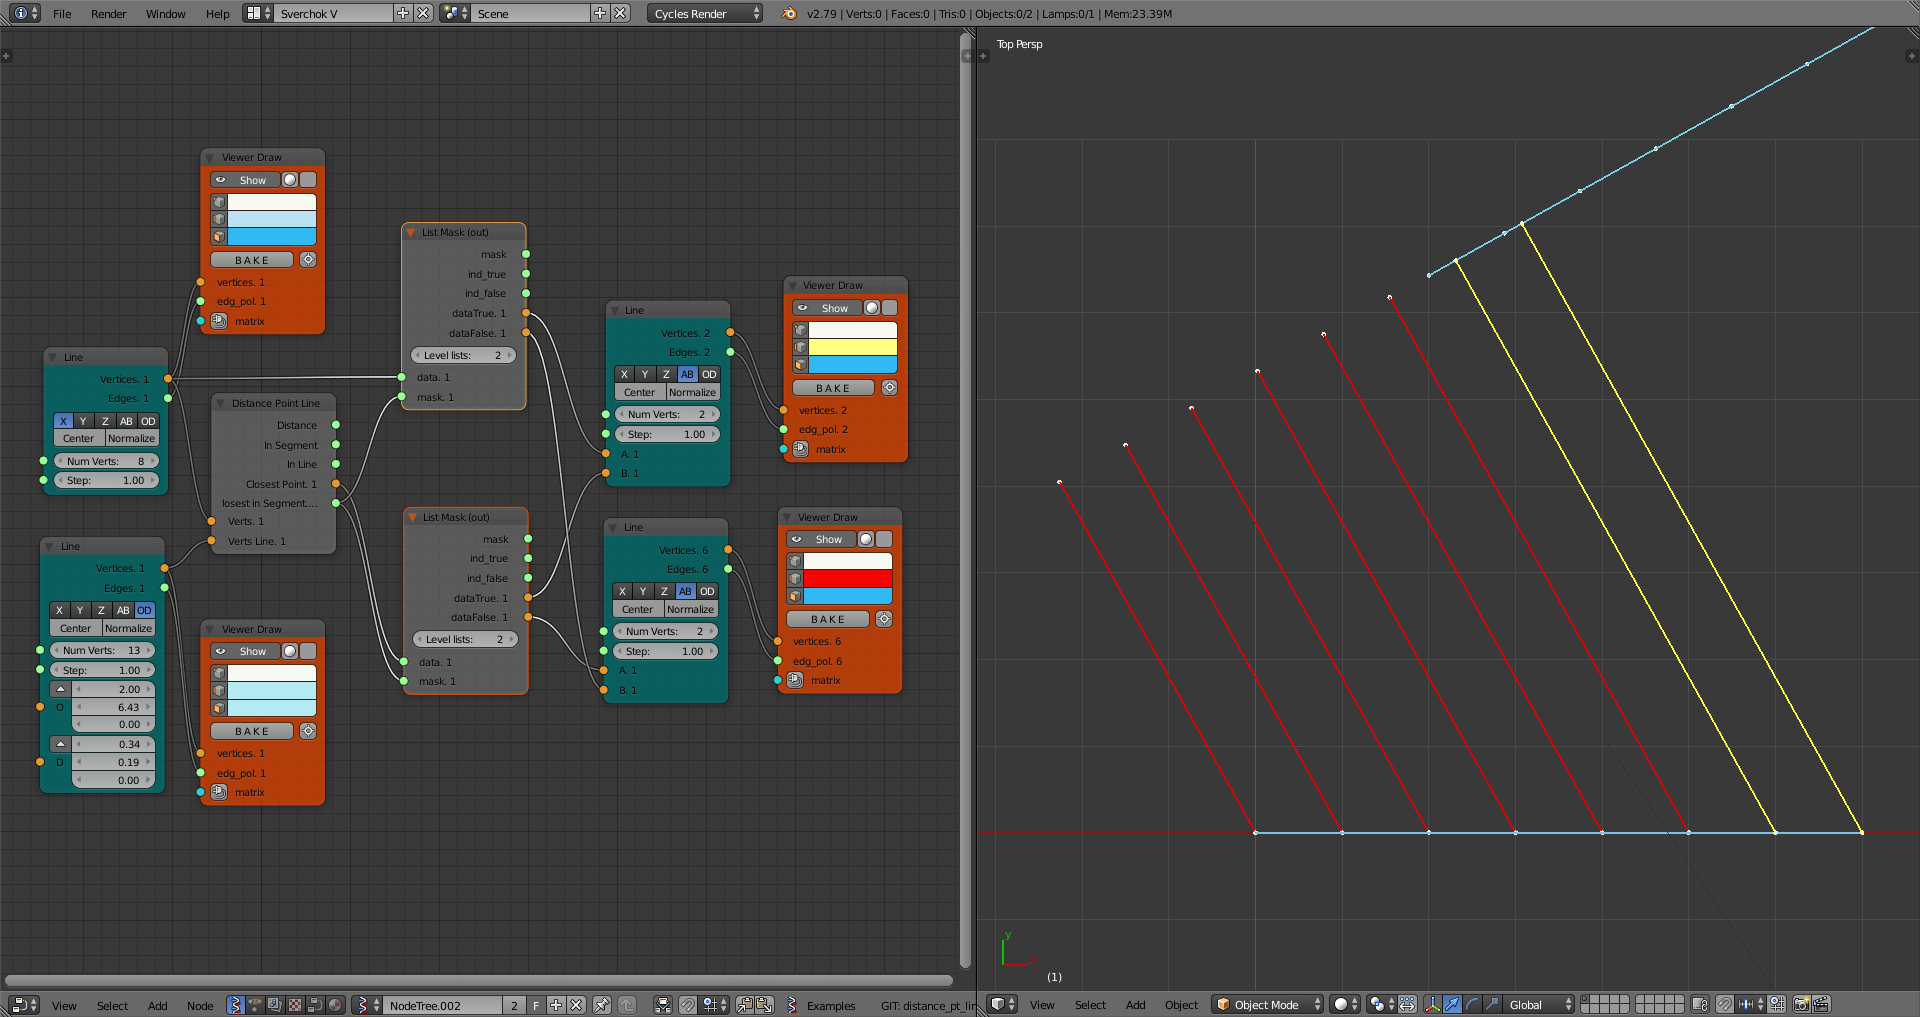 File Render Window Help Sverchok V Scene Cycles Render v2.79 | Verts:0 | Faces:0 | Tris:0 | Objects:0/2 | Lamps:0/1 | Mem:23.39M
Viewer Draw
Show
BAKE
vertices. 1
edg_pol. 1
matrix
Line
Vertices. 1
Edges. 1
X Y Z AB OD
Center Normalize
Num Verts: 8
Step: 1.00
Distance Point Line
Distance
In Segment
In Line
Closest Point. 1
losest in Segment....
Verts. 1
Verts Line. 1
Line
Vertices. 1
Edges. 1
X Y Z AB OD
Center Normalize
Num Verts: 13
Step: 1.00
2.00
O 6.43
0.00
0.34
D 0.19
0.00
Viewer Draw
Show
BAKE
vertices. 1
edg_pol. 1
matrix
List Mask (out)
mask
ind_true
ind_false
dataTrue. 1
dataFalse. 1
Level lists: 2
data. 1
mask. 1
List Mask (out)
mask
ind_true
ind_false
dataTrue. 1
dataFalse. 1
Level lists: 2
data. 1
mask. 1
Line
Vertices. 2
Edges. 2
X Y Z AB OD
Center Normalize
Num Verts: 2
Step: 1.00
A. 1
B. 1
Line
Vertices. 6
Edges. 6
X Y Z AB OD
Center Normalize
Num Verts: 2
Step: 1.00
A. 1
B. 1
Viewer Draw
Show
BAKE
vertices. 2
edg_pol. 2
matrix
Viewer Draw
Show
BAKE
vertices. 6
edg_pol. 6
matrix
Top Persp
y
x
(1)
View Select Add Node NodeTree.002 2 F Examples GIT: distance_pt_lin
View Select Add Object Object Mode Global